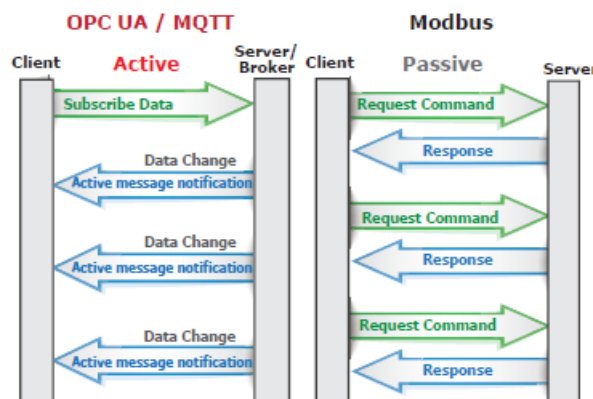 OPC UA / MQTT
Client
Active
Server/
Broker
Subscribe Data
Data Change
Active message notification
Data Change
Active message notification
Data Change
Active message notification
Modbus
Client
Passive
Server
Request Command
Response
Request Command
Response
Request Command
Response